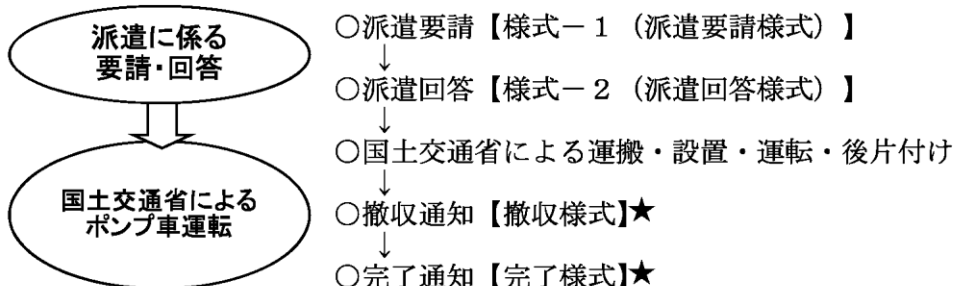 派遣に係る
要請・回答
国土交通省による
ポンプ車運転
○派遣要請【様式－１（派遣要請様式）】
↓
○派遣回答【様式－２（派遣回答様式）】
↓
○国土交通省による運搬・設置・運転・後片付け
↓
○撤収通知【撤収様式】★
↓
○完了通知【完了様式】★